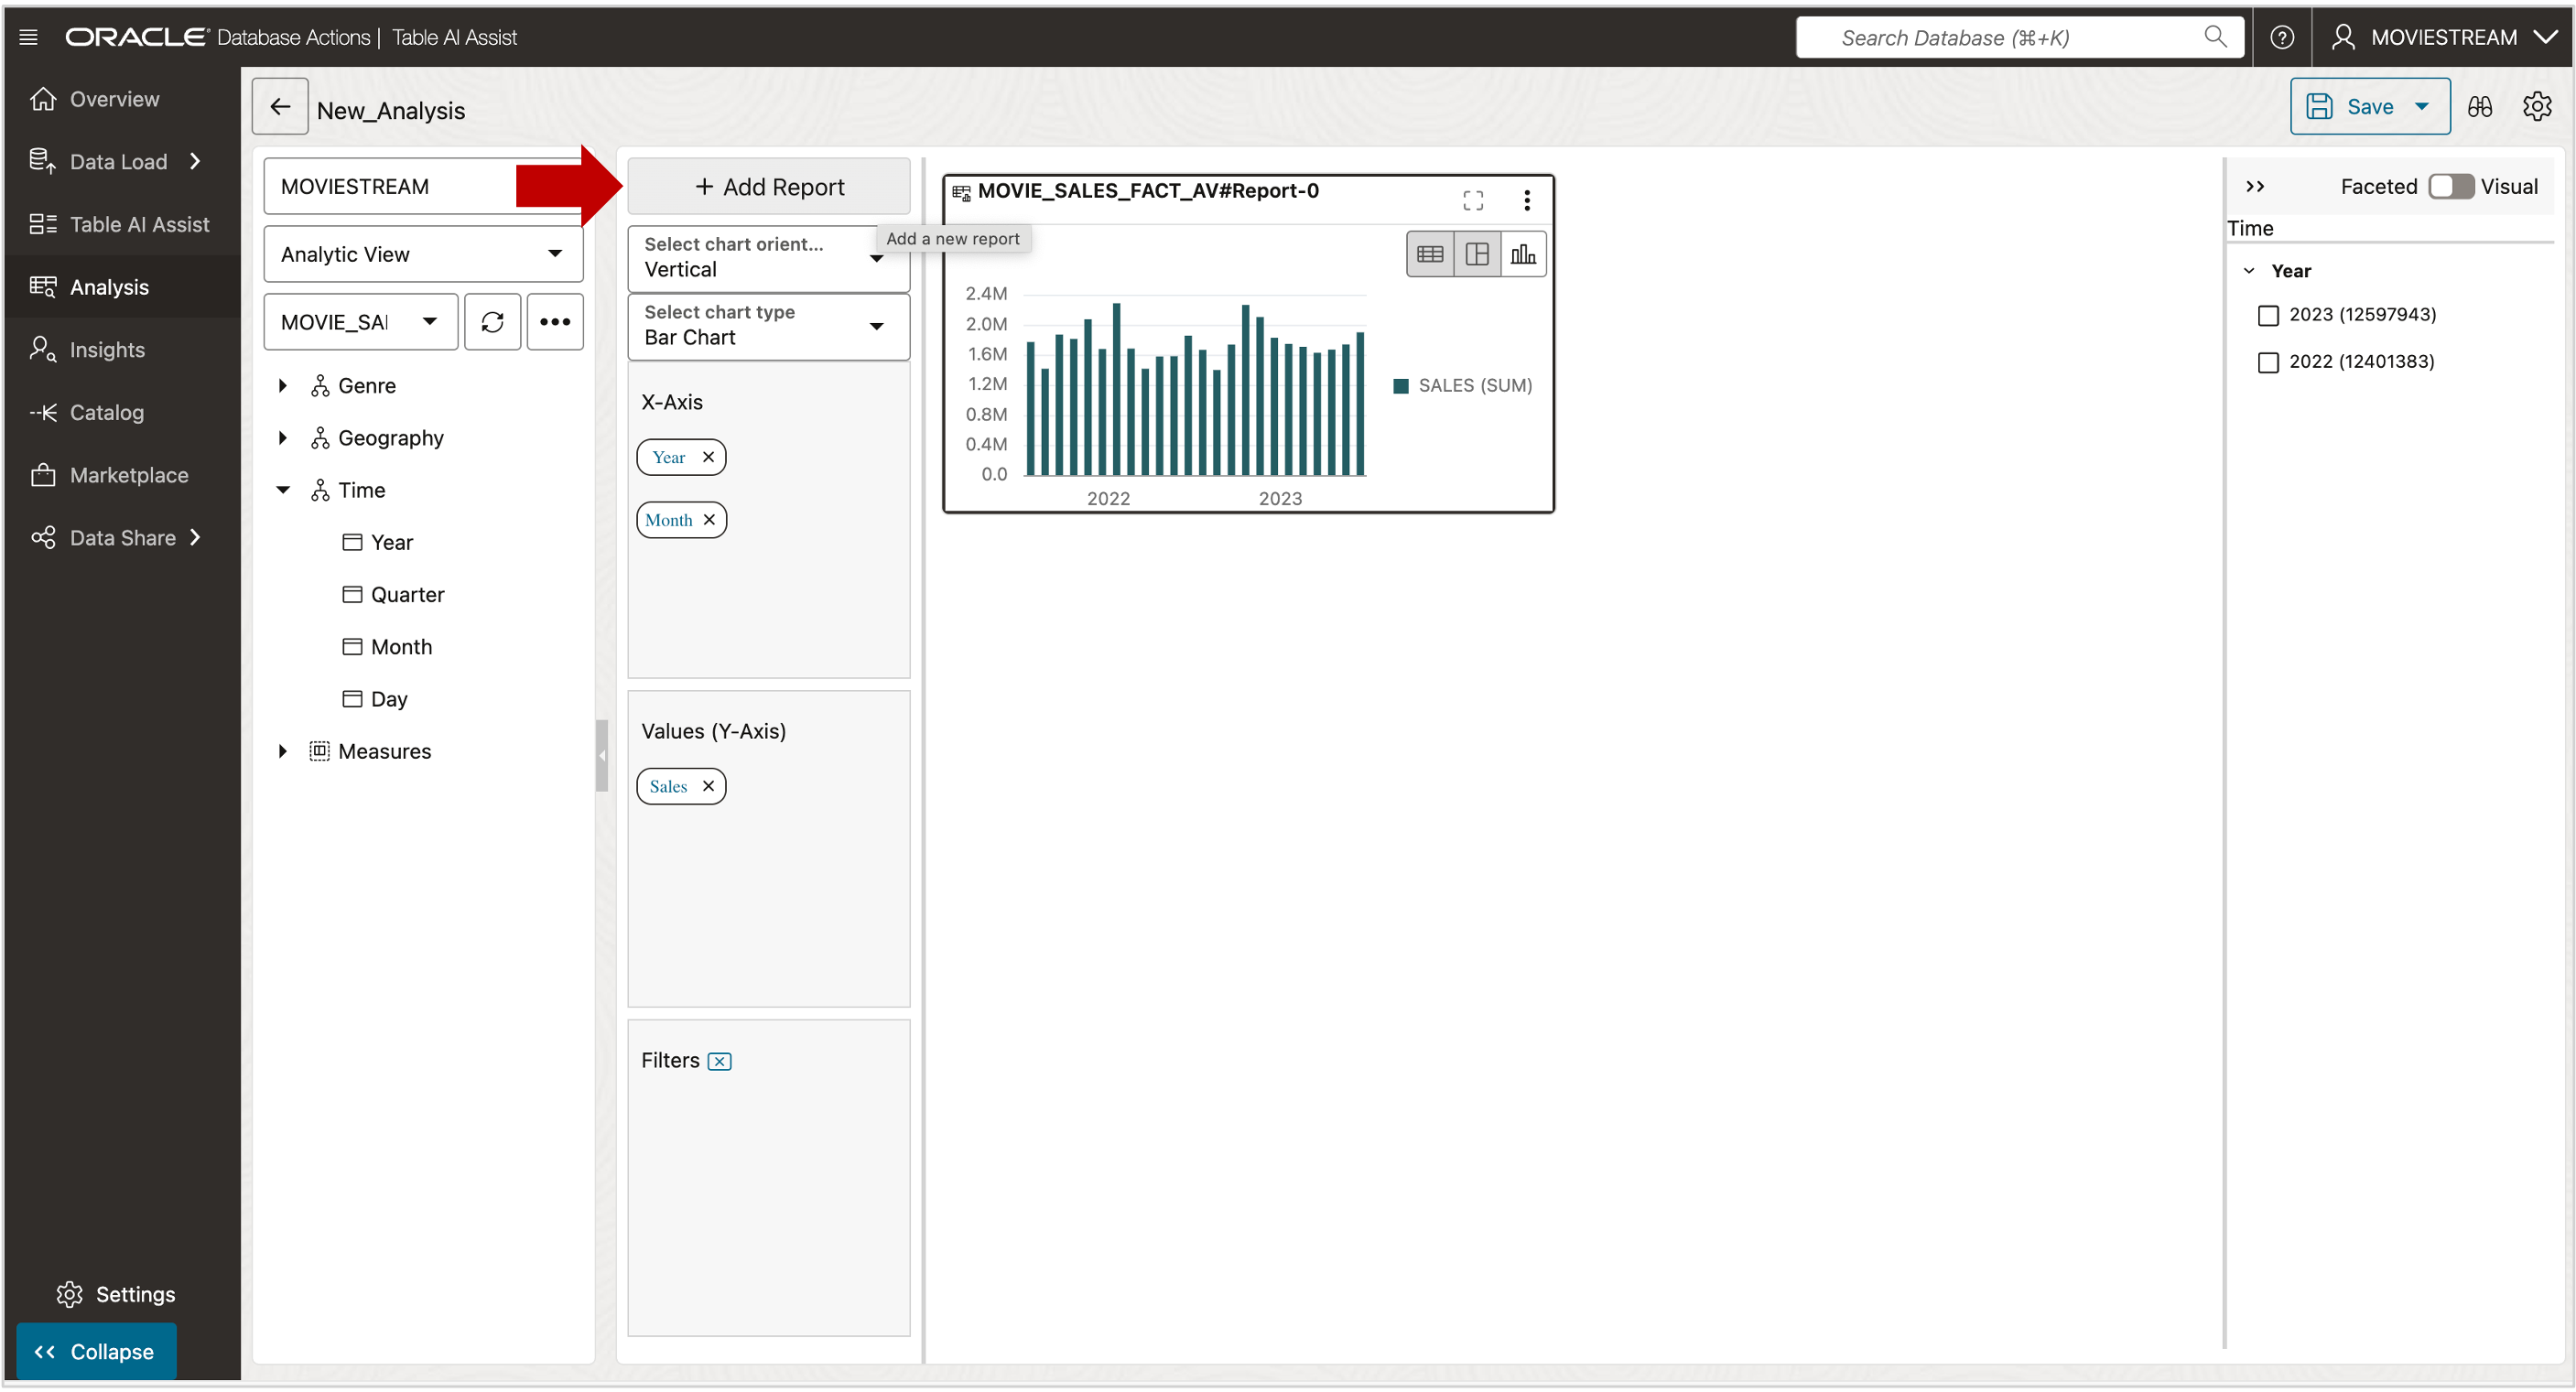 ORACLE Database Actions | Table AI Assist
Search Database (⌘+K)
MOVIESTREAM
Overview
Data Load
Table AI Assist
Analysis
Insights
Catalog
Marketplace
Data Share
Settings
Collapse
New_Analysis
Save
MOVIESTREAM
Analytic View
MOVIE_SAL
Genre
Geography
Time
Year
Quarter
Month
Day
Measures
+ Add Report
Add a new report
Select chart orient...
Vertical
Select chart type
Bar Chart
X-Axis
Year
Month
Values (Y-Axis)
Sales
Filters
MOVIE_SALES_FACT_AV#Report-0
2.4M
2.0M
1.6M
1.2M
0.8M
0.4M
0.0
2022 2023
SALES (SUM)
Faceted Visual
Time
Year
2023 (12597943)
2022 (12401383)